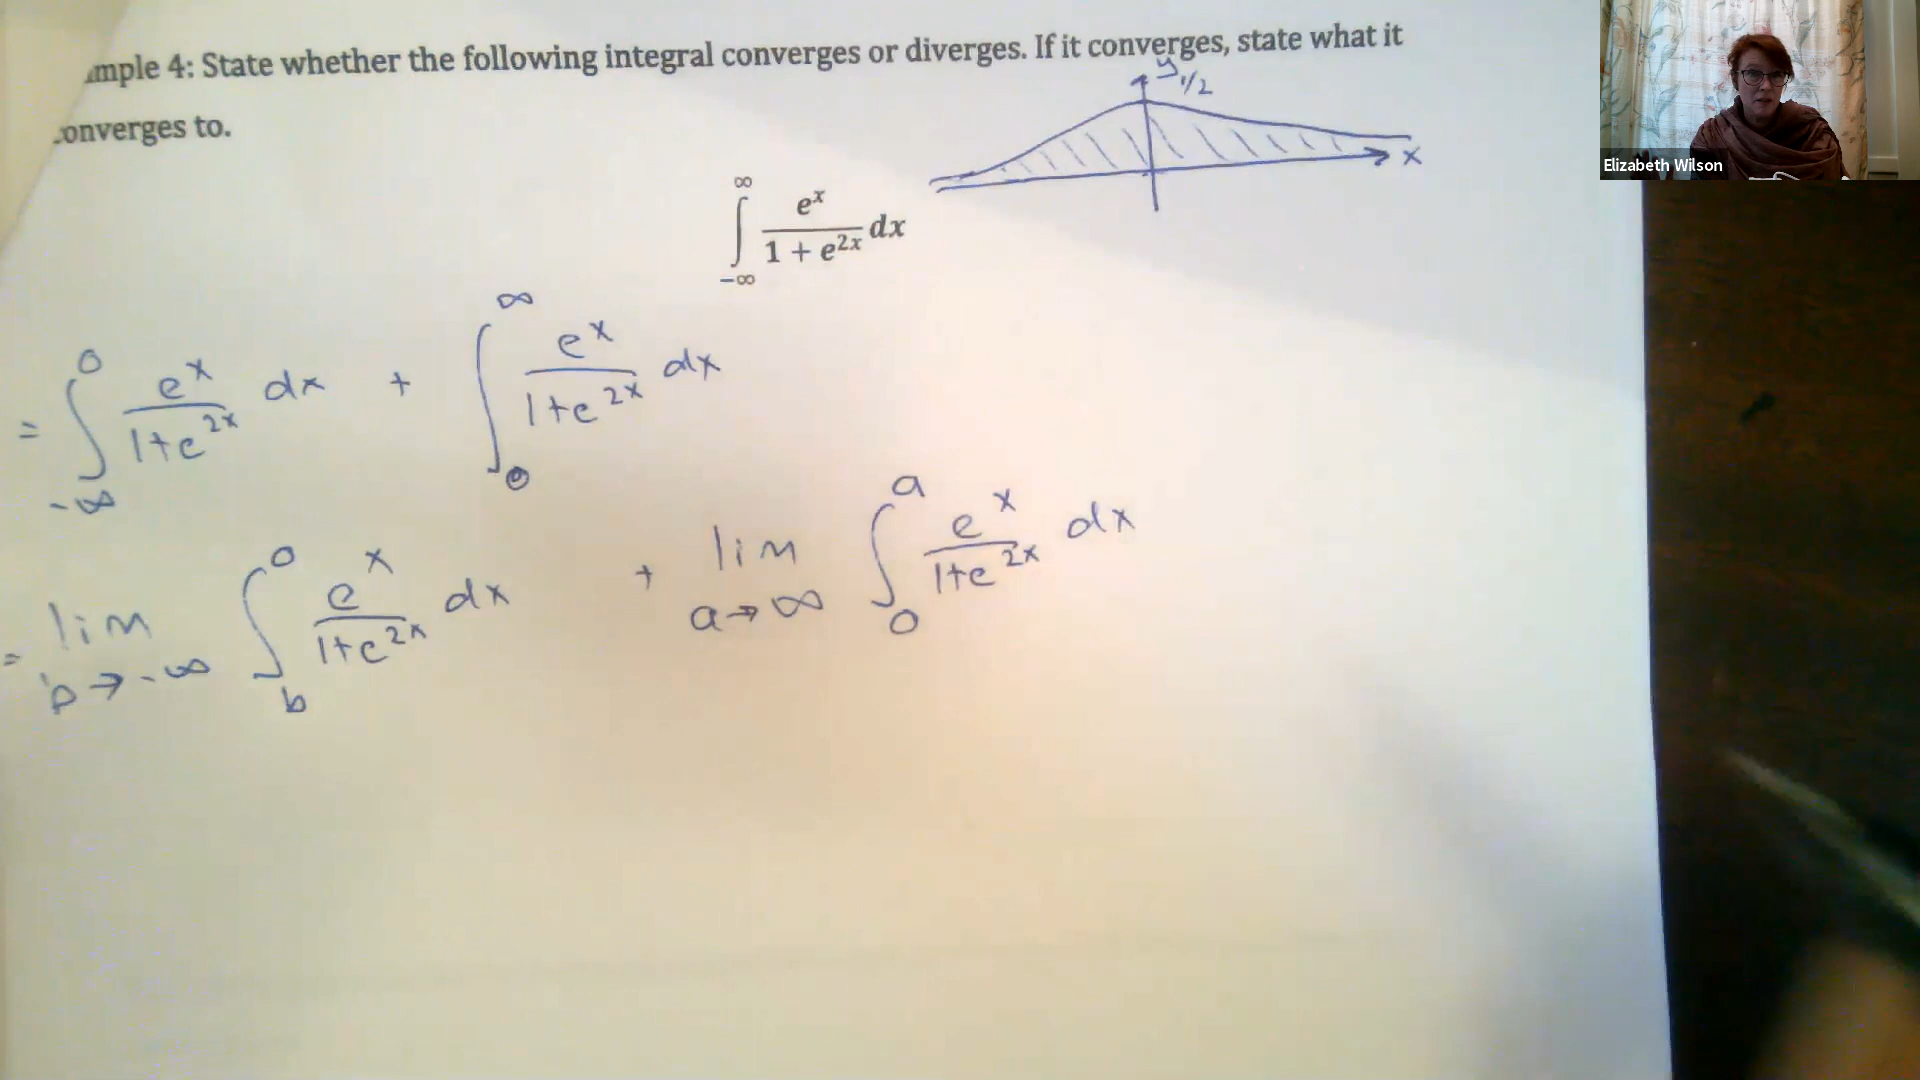 mple 4: State whether the following integral converges or diverges. If it converges, state what it
onverges to.
y 1/2
x
∫_{-∞}^{∞} e^x / (1 + e^{2x}) dx
= ∫_{-∞}^{0} e^x / (1+e^{2x}) dx + ∫_{0}^{∞} e^x / (1+e^{2x}) dx
= lim_{b→-∞} ∫_{b}^{0} e^x / (1+e^{2x}) dx + lim_{a→∞} ∫_{0}^{a} e^x / (1+e^{2x}) dx
Elizabeth Wilson